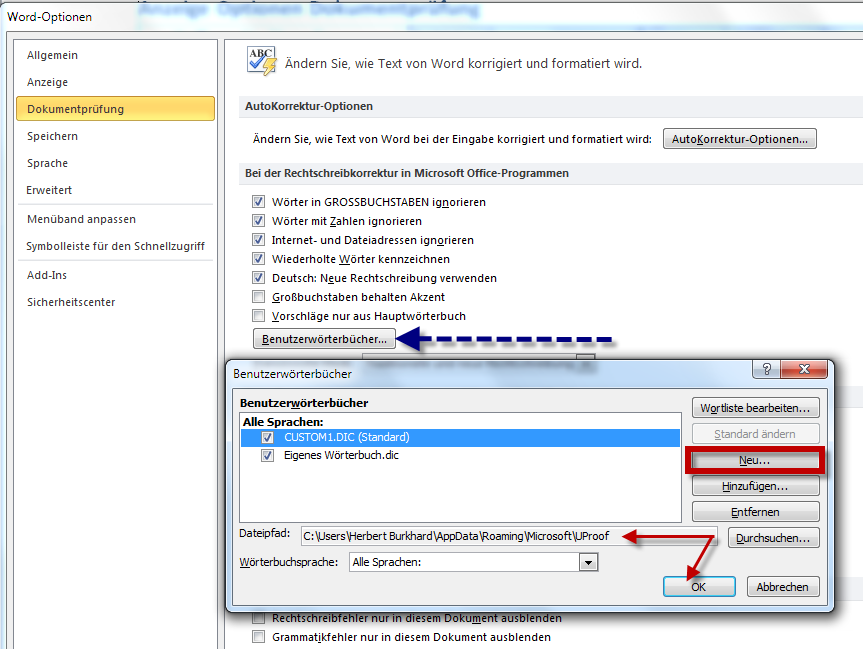 Anzeige Optionen Dokumentprüfung
Word-Optionen
Allgemein
Anzeige
Dokumentprüfung
Speichern
Sprache
Erweitert
Menüband anpassen
Symbolleiste für den Schnellzugriff
Add-Ins
Sicherheitscenter
ABC
Ändern Sie, wie Text von Word korrigiert und formatiert wird.
AutoKorrektur-Optionen
Ändern Sie, wie Text von Word bei der Eingabe korrigiert und formatiert wird: AutoKorrektur-Optionen...
Bei der Rechtschreibkorrektur in Microsoft Office-Programmen
Wörter in GROSSBUCHSTABEN ignorieren
Wörter mit Zahlen ignorieren
Internet- und Dateiadressen ignorieren
Wiederholte Wörter kennzeichnen
Deutsch: Neue Rechtschreibung verwenden
Großbuchstaben behalten Akzent
Vorschläge nur aus Hauptwörterbuch
Benutzerwörterbücher...
Benutzerwörterbücher
?
Benutzerwörterbücher
Alle Sprachen:
CUSTOM1.DIC (Standard)
Eigenes Wörterbuch.dic
Wortliste bearbeiten...
Standard ändern
Neu...
Hinzufügen...
Entfernen
Dateipfad: C:\Users\Herbert Burkhard\AppData\Roaming\Microsoft\UProof Durchsuchen...
Wörterbuchsprache: Alle Sprachen:
OK Abbrechen
Rechtschreibfehler nur in diesem Dokument ausblenden
Grammatikfehler nur in diesem Dokument ausblenden